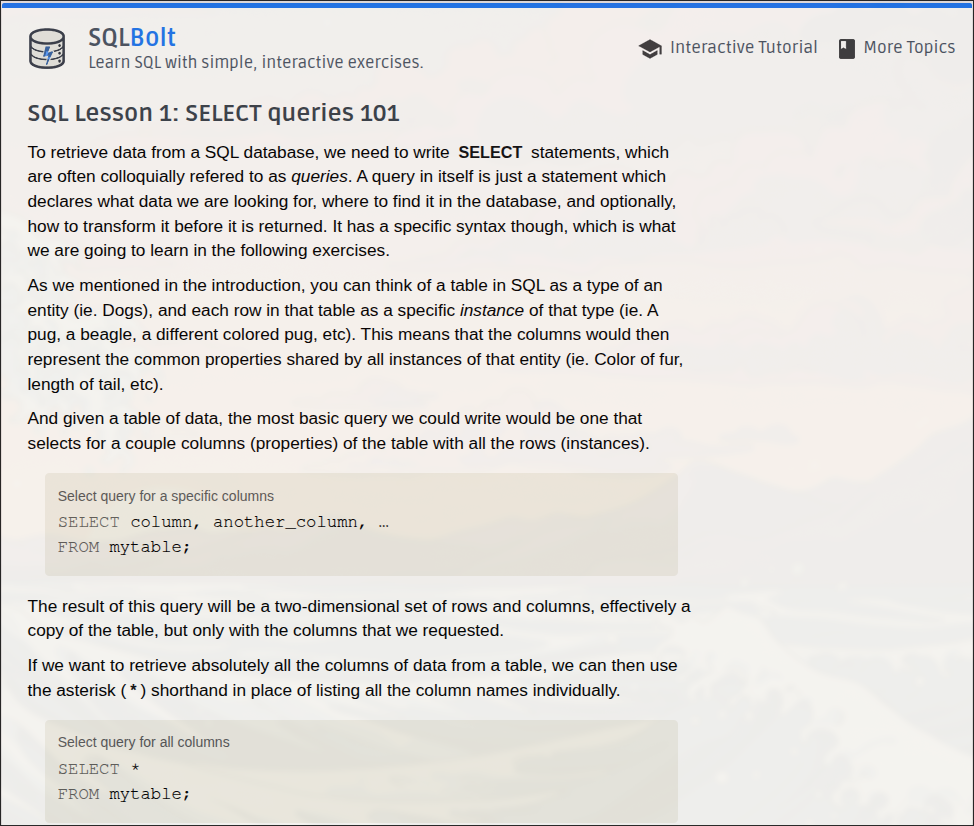 SQLBolt
Learn SQL with simple, interactive exercises.
Interactive Tutorial
More Topics
SQL Lesson 1: SELECT queries 101
To retrieve data from a SQL database, we need to write SELECT statements, which
are often colloquially refered to as queries. A query in itself is just a statement which
declares what data we are looking for, where to find it in the database, and optionally,
how to transform it before it is returned. It has a specific syntax though, which is what
we are going to learn in the following exercises.
As we mentioned in the introduction, you can think of a table in SQL as a type of an
entity (ie. Dogs), and each row in that table as a specific instance of that type (ie. A
pug, a beagle, a different colored pug, etc). This means that the columns would then
represent the common properties shared by all instances of that entity (ie. Color of fur,
length of tail, etc).
And given a table of data, the most basic query we could write would be one that
selects for a couple columns (properties) of the table with all the rows (instances).
Select query for a specific columns
SELECT column, another_column, …
FROM mytable;
The result of this query will be a two-dimensional set of rows and columns, effectively a
copy of the table, but only with the columns that we requested.
If we want to retrieve absolutely all the columns of data from a table, we can then use
the asterisk (*) shorthand in place of listing all the column names individually.
Select query for all columns
SELECT *
FROM mytable;